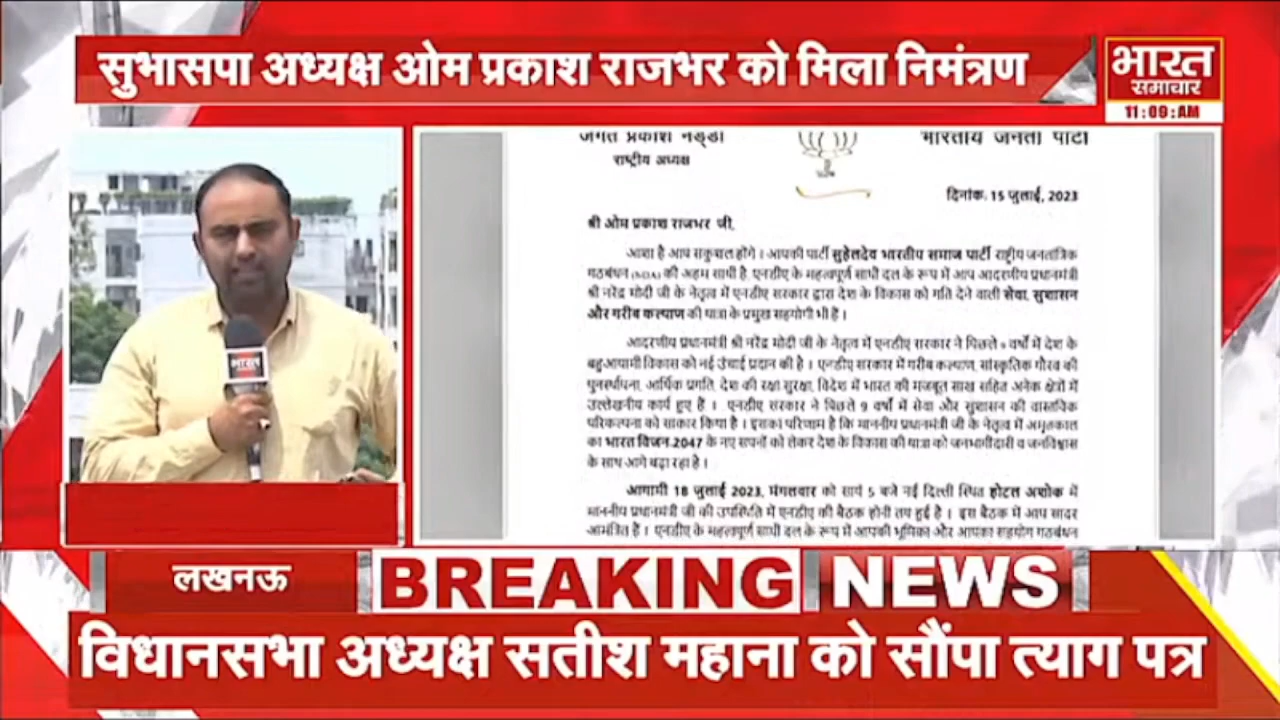 सुभासपा अध्यक्ष ओम प्रकाश राजभर को मिला निमंत्रण
भारत
समाचार
11:09:AM
जगत प्रकाश नड्डा
भारतीय जनता पार्टी
राष्ट्रीय अध्यक्ष
दिनांक: 15 जुलाई, 2023
श्री ओम प्रकाश राजभर जी,
आशा है आप सकुशल होंगे। आपकी पार्टी सुहेलदेव भारतीय समाज पार्टी राष्ट्रीय जनतांत्रिक
गठबंधन (NDA) की अहम साथी है, एनडीए के महत्वपूर्ण साथी दल के रूप में आप आदरणीय प्रधानमंत्री
श्री नरेंद्र मोदी जी के नेतृत्व में एनडीए सरकार द्वारा देश के विकास को गति देने वाली सेवा, सुशासन
और गरीब कल्याण की यात्रा के प्रमुख सहयोगी भी हैं।
आदरणीय प्रधानमंत्री श्री नरेंद्र मोदी जी के नेतृत्व में एनडीए सरकार ने पिछले 9 वर्षों में देश के
बहुआयामी विकास को नई उंचाई प्रदान की है। एनडीए सरकार में गरीब कल्याण, सांस्कृतिक गौरव की
पुनर्स्थापना, आर्थिक प्रगति, देश की रक्षा सुरक्षा, विदेश में भारत की मजबूत साख सहित अनेक क्षेत्रों में
उल्लेखनीय कार्य हुए हैं। एनडीए सरकार ने पिछले 9 वर्षों में सेवा और सुशासन की वास्तविक
परिकल्पना को साकार किया है। इसका परिणाम है कि माननीय प्रधानमंत्री जी के नेतृत्व में अमृतकाल
का भारत विजन-2047 के नए सपनों को लेकर देश के विकास की यात्रा को जनभागीदारी व जनविश्वास
के साथ आगे बढ़ा रहा है।
आगामी 18 जुलाई 2023, मंगलवार को सायं 5 बजे नई दिल्ली स्थित होटल अशोक में
माननीय प्रधानमंत्री जी की उपस्थिति में एनडीए की बैठक होनी तय हुई है। इस बैठक में आप सादर
आमंत्रित हैं। एनडीए के महत्वपूर्ण साथी दल के रूप में आपकी भूमिका और आपका सहयोग गठबंधन
भारत
लखनऊ
BREAKING NEWS
विधानसभा अध्यक्ष सतीश महाना को सौंपा त्याग पत्र